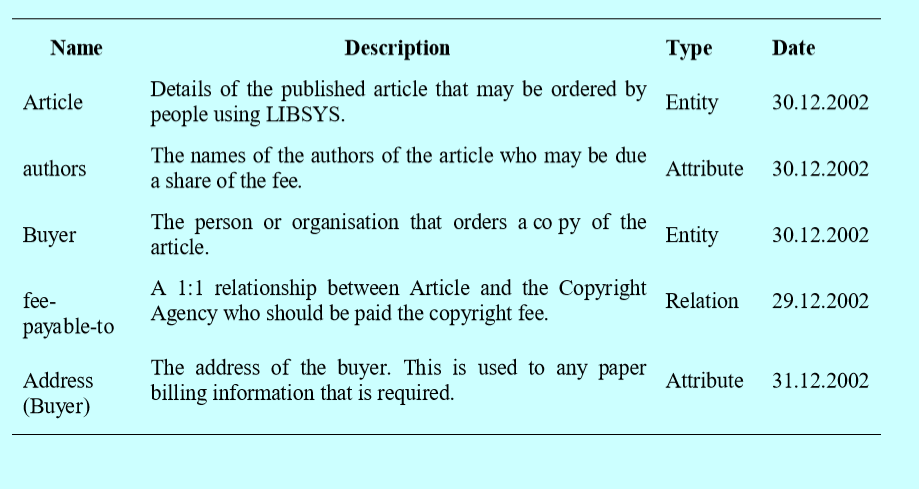 Name Description Type Date
Article Details of the published article that may be ordered by people using LIBSYS. Entity 30.12.2002
authors The names of the authors of the article who may be due a share of the fee. Attribute 30.12.2002
Buyer The person or organisation that orders a co py of the article. Entity 30.12.2002
fee-payable-to A 1:1 relationship between Article and the Copyright Agency who should be paid the copyright fee. Relation 29.12.2002
Address (Buyer) The address of the buyer. This is used to any paper billing information that is required. Attribute 31.12.2002